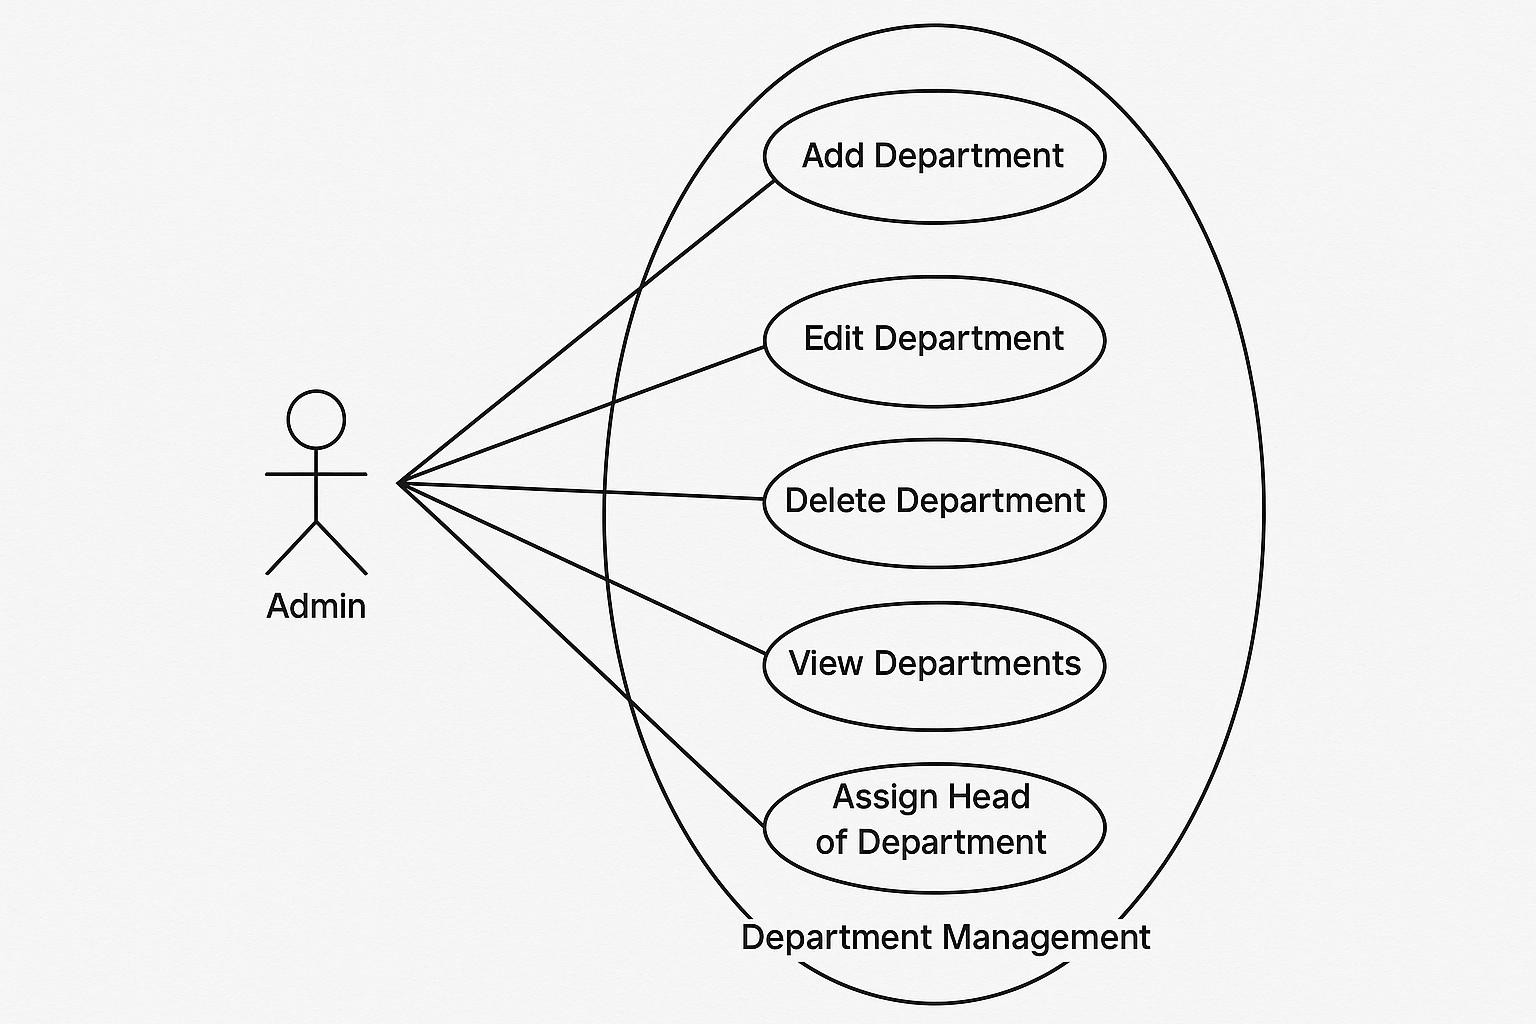 Add Department
Edit Department
Delete Department
View Departments
Assign Head
of Department
Department Management
Admin